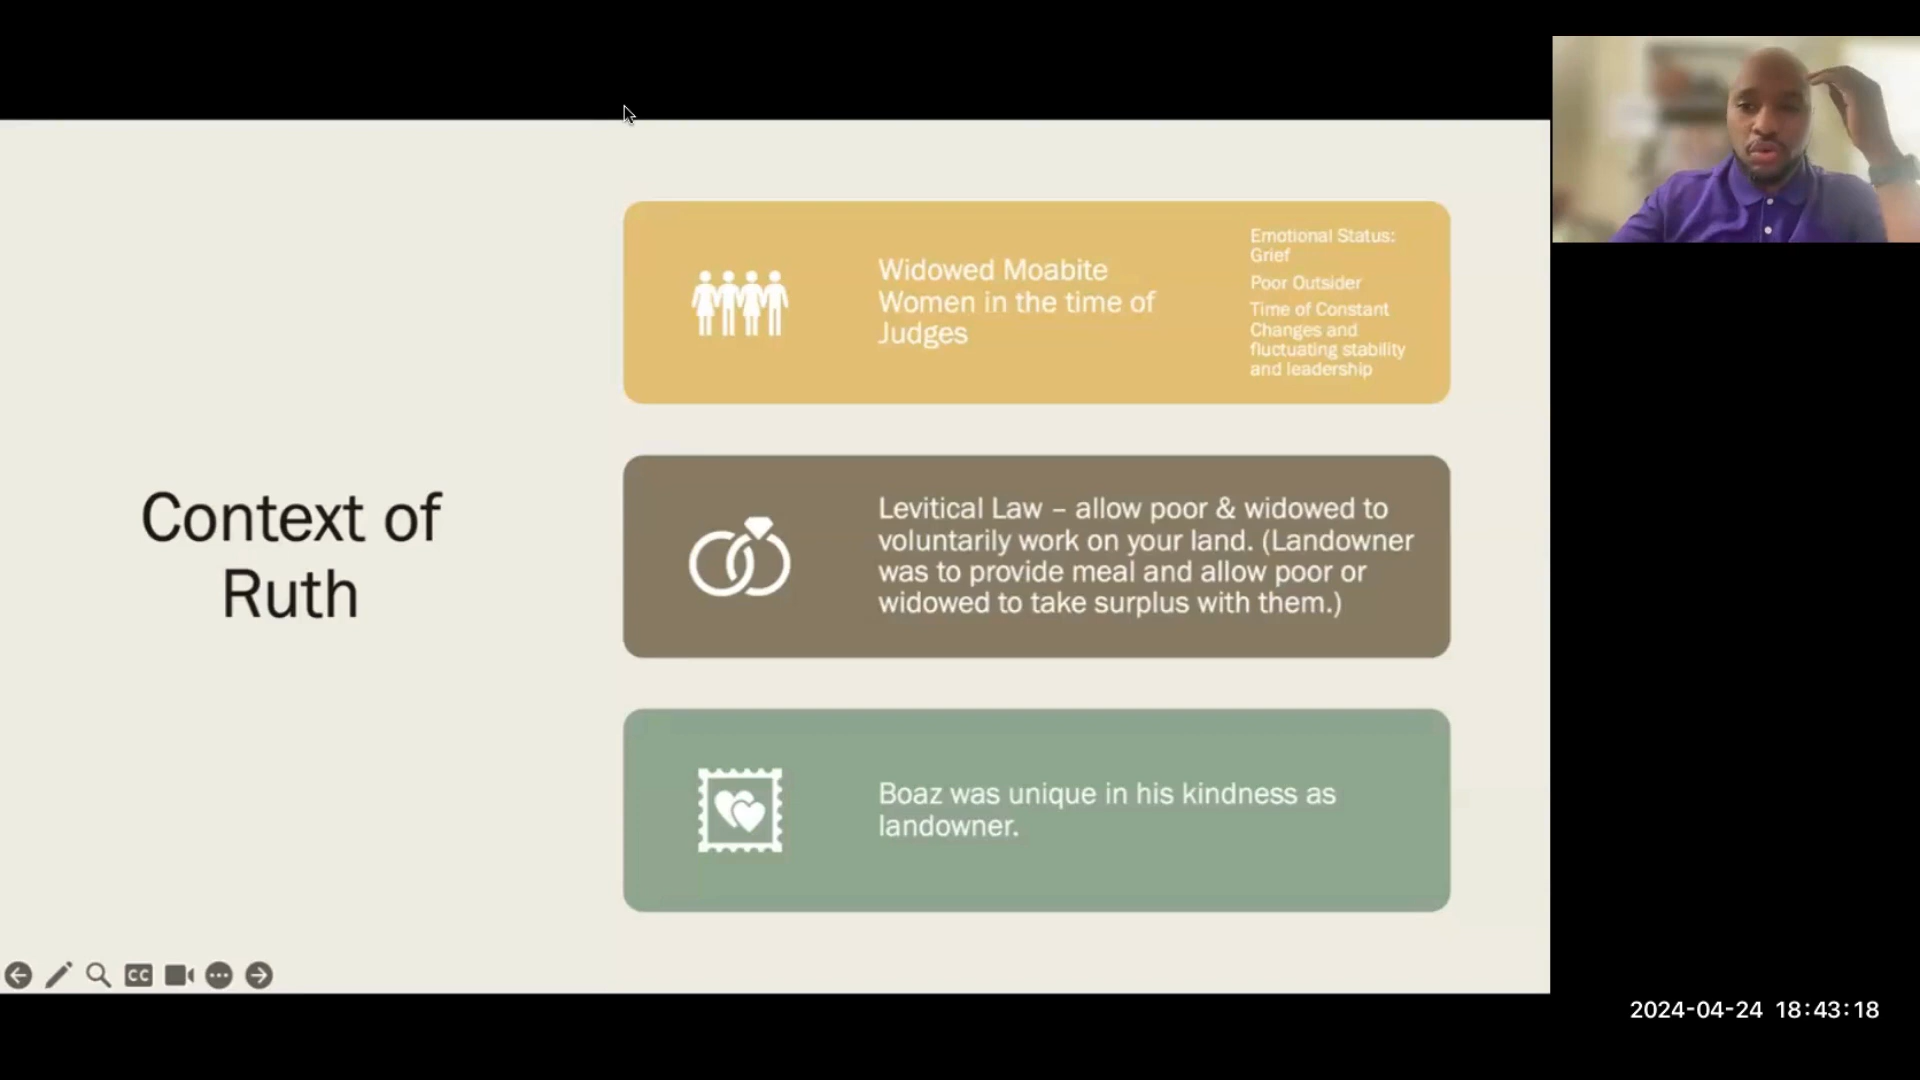 Context of
Ruth
Widowed Moabite
Women in the time of
Judges
Emotional Status:
Grief
Poor Outsider
Time of Constant
Changes and
fluctuating stability
and leadership
Levitical Law – allow poor & widowed to
voluntarily work on your land. (Landowner
was to provide meal and allow poor or
widowed to take surplus with them.)
Boaz was unique in his kindness as
landowner.
CC
2024-04-24 18:43:18